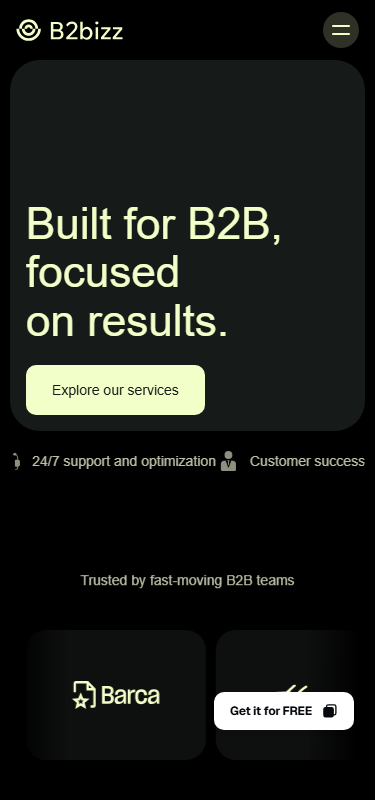 B2bizz
Built for B2B,
focused
on results.
Explore our services
24/7 support and optimization Customer success
Trusted by fast-moving B2B teams
Barca
Get it for FREE